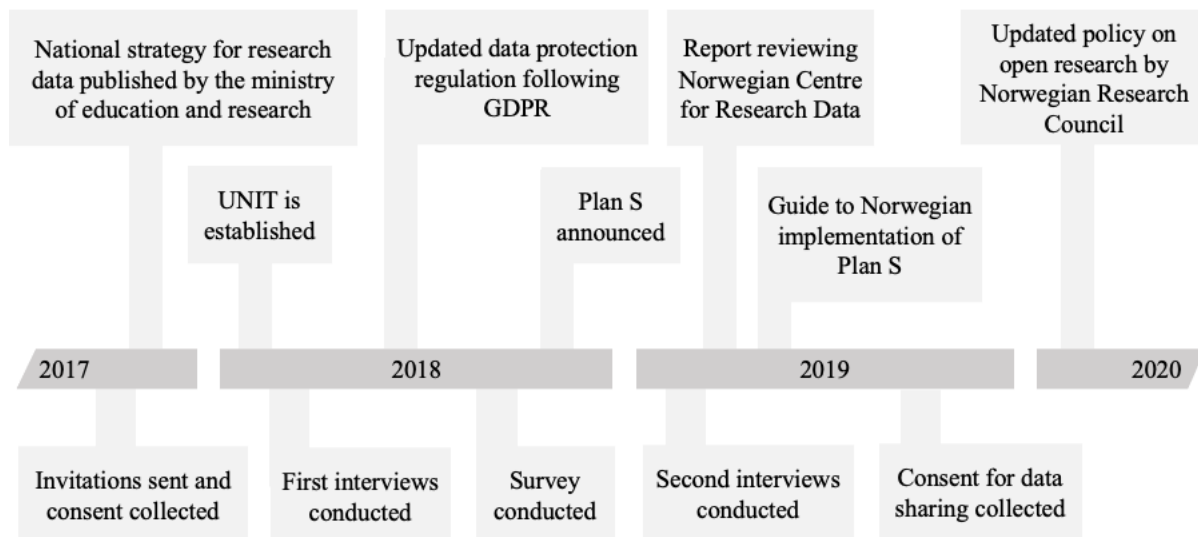 National strategy for research
data published by the ministry
of education and research
Updated data protection
regulation following
GDPR
Report reviewing
Norwegian Centre
for Research Data
Updated policy on
open research by
Norwegian Research
Council
UNIT is
established
Plan S
announced
Guide to Norwegian
implementation of
Plan S
2017
2018
2019
2020
Invitations sent and
consent collected
First interviews
conducted
Survey
conducted
Second interviews
conducted
Consent for data
sharing collected